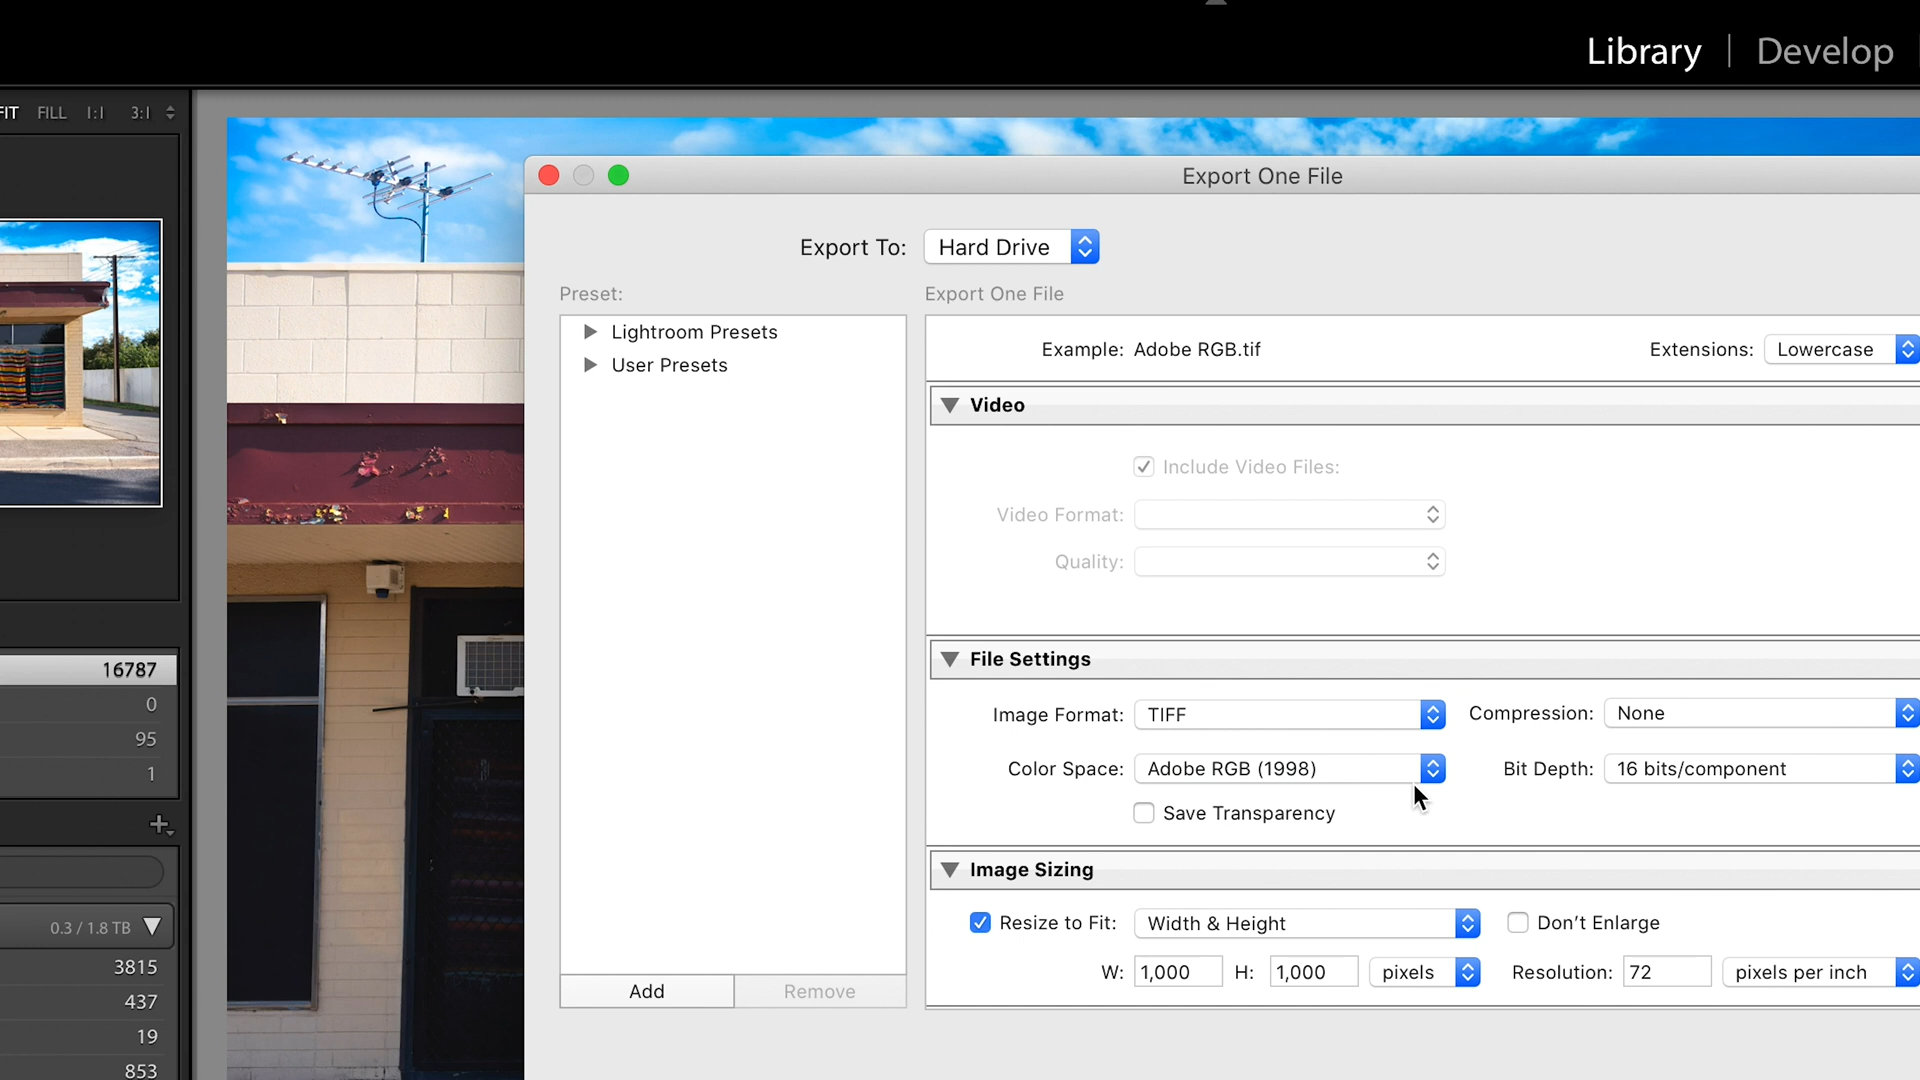 Library | Develop
FIT FILL 1:1 3:1
Export One File
Export To: Hard Drive
Preset:
Export One File
Lightroom Presets
User Presets
Example: Adobe RGB.tif
Extensions: Lowercase
Video
Include Video Files:
Video Format:
Quality:
File Settings
Image Format: TIFF
Compression: None
Color Space: Adobe RGB (1998)
Bit Depth: 16 bits/component
Save Transparency
Image Sizing
Resize to Fit: Width & Height
Don't Enlarge
W: 1,000 H: 1,000 pixels
Resolution: 72 pixels per inch
Add
Remove
16787
0
95
1
0.3 / 1.8 TB
3815
437
19
853